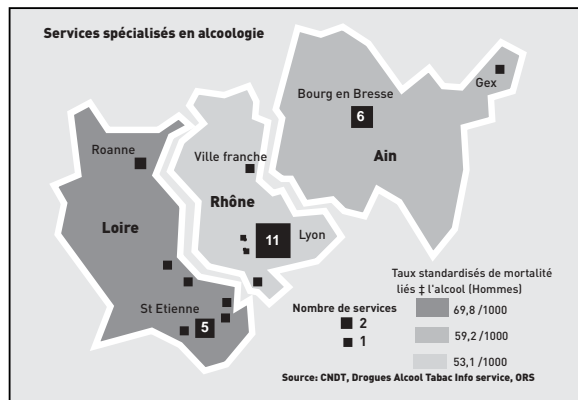 Services spécialisés en alcoologie
Gex
Bourg en Bresse
6
Ain
Roanne
Ville franche
Rhône
Loire
11
Lyon
St Etienne
5
Nombre de services
2
1
Taux standardisés de mortalité
liés ‡ l'alcool (Hommes)
69,8 /1000
59,2 /1000
53,1 /1000
Source: CNDT, Drogues Alcool Tabac Info service, ORS